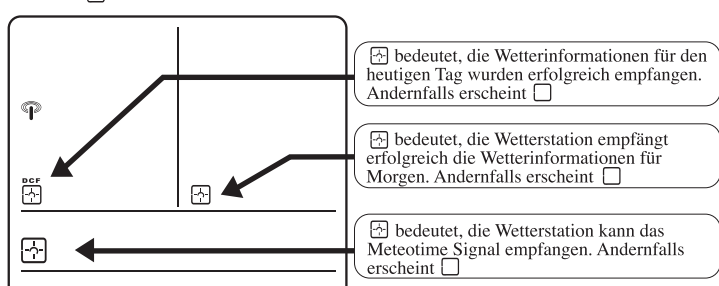 bedeutet, die Wetterinformationen für den
heutigen Tag wurden erfolgreich empfangen.
Andernfalls erscheint
DCF
bedeutet, die Wetterstation empfängt
erfolgreich die Wetterinformationen für
Morgen. Andernfalls erscheint
bedeutet, die Wetterstation kann das
Meteotime Signal empfangen. Andernfalls
erscheint